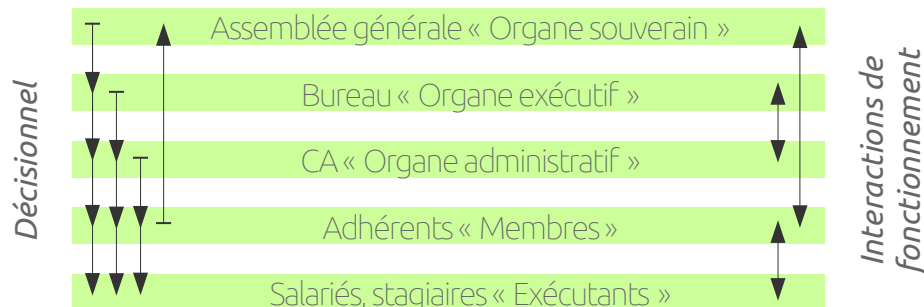 Décisionnel
Assemblée générale « Organe souverain »
Bureau « Organe exécutif »
CA « Organe administratif »
Adhérents « Membres »
Salariés, stagiaires « Exécutants »
Interactions de
fonctionnement